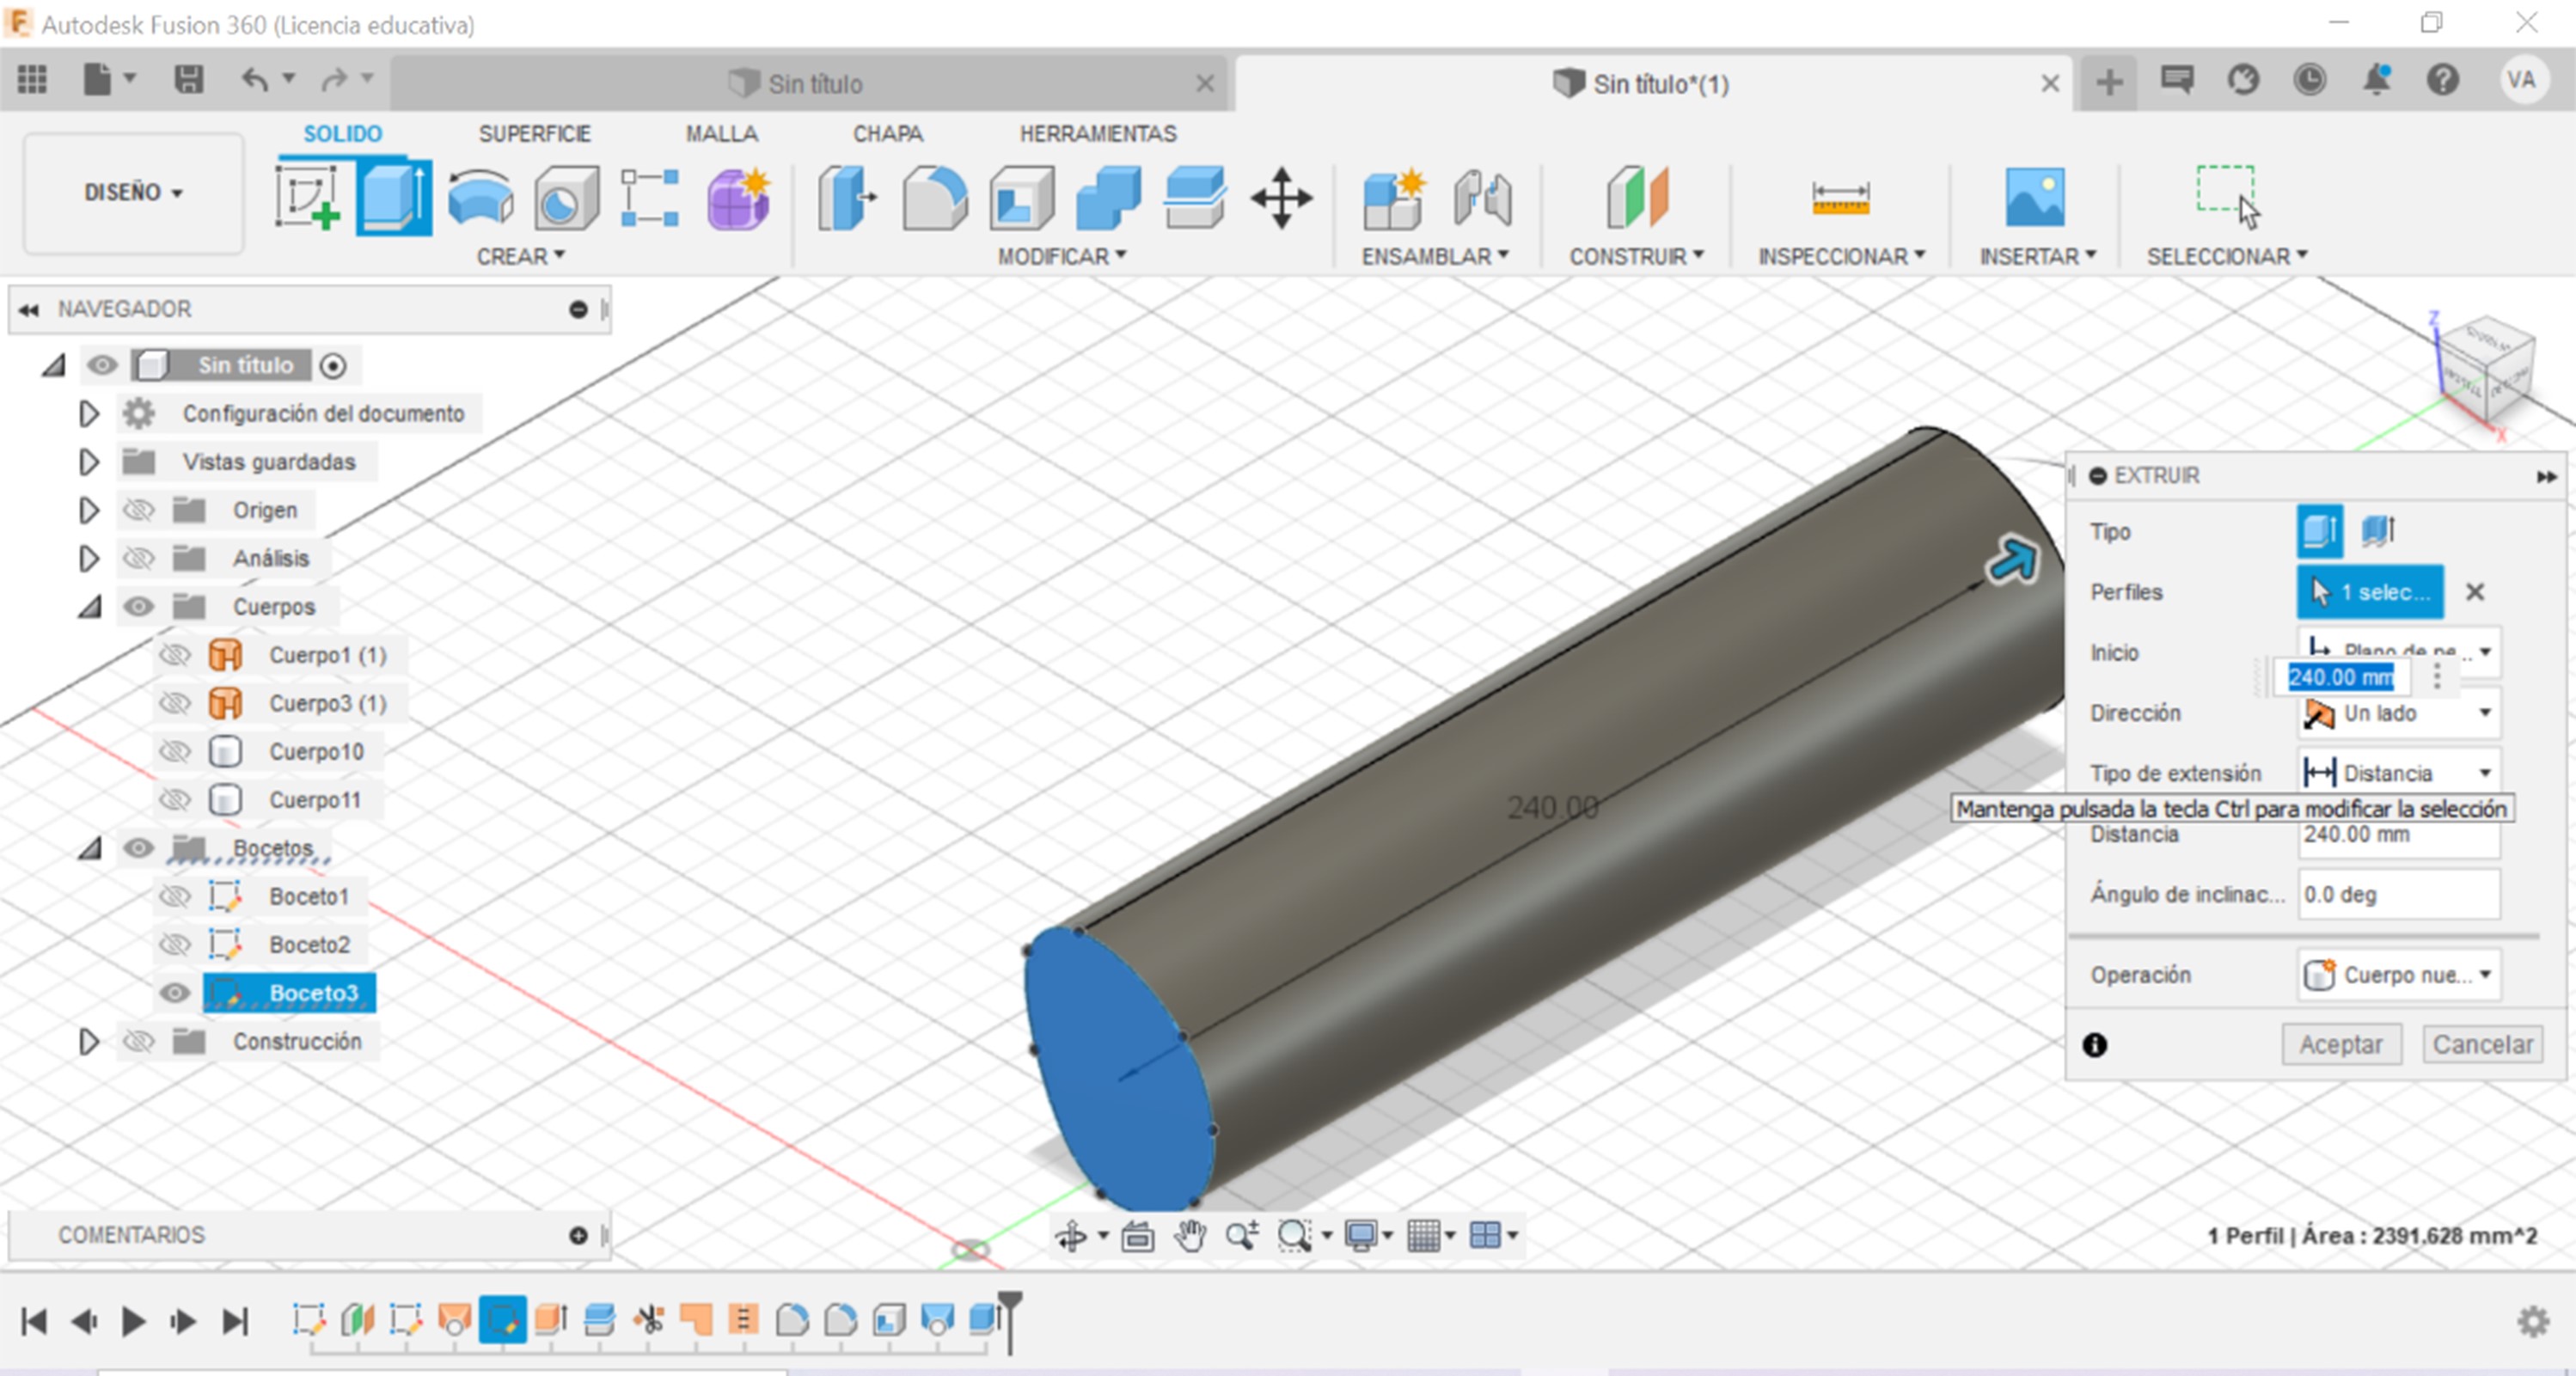 Autodesk Fusion 360 (Licencia educativa)
Sin título
Sin título*(1)
VA
SOLIDO
SUPERFICIE
MALLA
CHAPA
HERRAMIENTAS
DISEÑO
CREAR
MODIFICAR
ENSAMBLAR
CONSTRUIR
INSPECCIONAR
INSERTAR
SELECCIONAR
NAVEGADOR
Sin título
Configuración del documento
Vistas guardadas
Origen
Análisis
Cuerpos
Cuerpo1 (1)
Cuerpo3 (1)
Cuerpo10
Cuerpo11
Bocetos
Boceto1
Boceto2
Boceto3
Construcción
240.00
Z
X
EXTRUIR
Tipo
Perfiles
1 selec...
Inicio
Plano de pe...
240.00 mm
Dirección
Un lado
Tipo de extensión
Distancia
Mantenga pulsada la tecla Ctrl para modificar la selección
Distancia
240.00 mm
Ángulo de inclinac...
0.0 deg
Operación
Cuerpo nue...
Aceptar
Cancelar
COMENTARIOS
1 Perfil | Área : 2391.628 mm^2